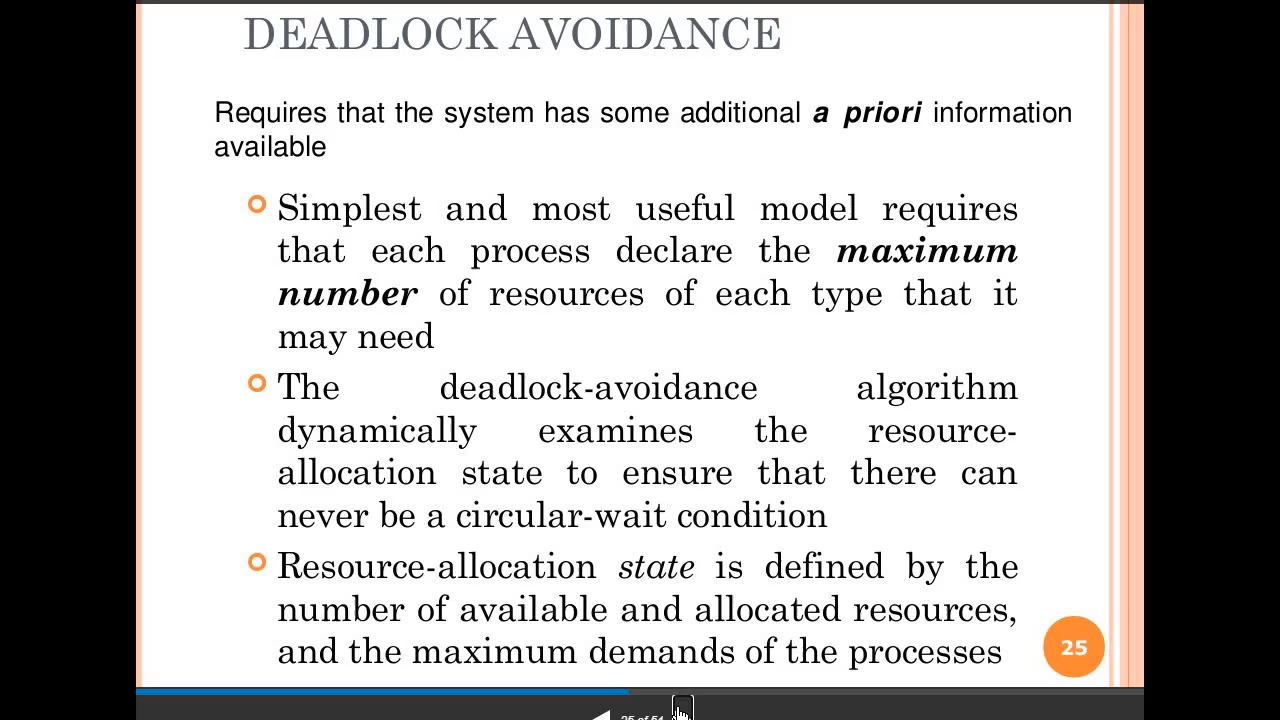 DEADLOCK AVOIDANCE
Requires that the system has some additional a priori information
available
Simplest and most useful model requires
that each process declare the maximum
number of resources of each type that it
may need
The deadlock-avoidance algorithm
dynamically examines the resource-
allocation state to ensure that there can
never be a circular-wait condition
Resource-allocation state is defined by the
number of available and allocated resources,
and the maximum demands of the processes
25
25 of 54